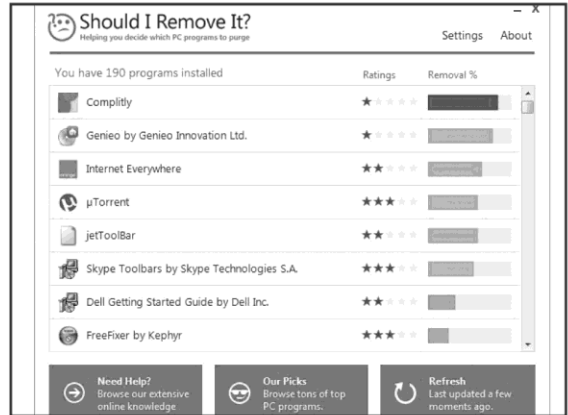 Should I Remove It?
Helping you decide which PC programs to purge
Settings About
You have 190 programs installed
Ratings Removal %
Complitly
Genieo by Genieo Innovation Ltd.
Internet Everywhere
µTorrent
jetToolBar
Skype Toolbars by Skype Technologies S.A.
Dell Getting Started Guide by Dell Inc.
FreeFixer by Kephyr
Need Help?
Browse our extensive
online knowledge
Our Picks
Browse tons of top
PC programs.
Refresh
Last updated a few
moments ago.